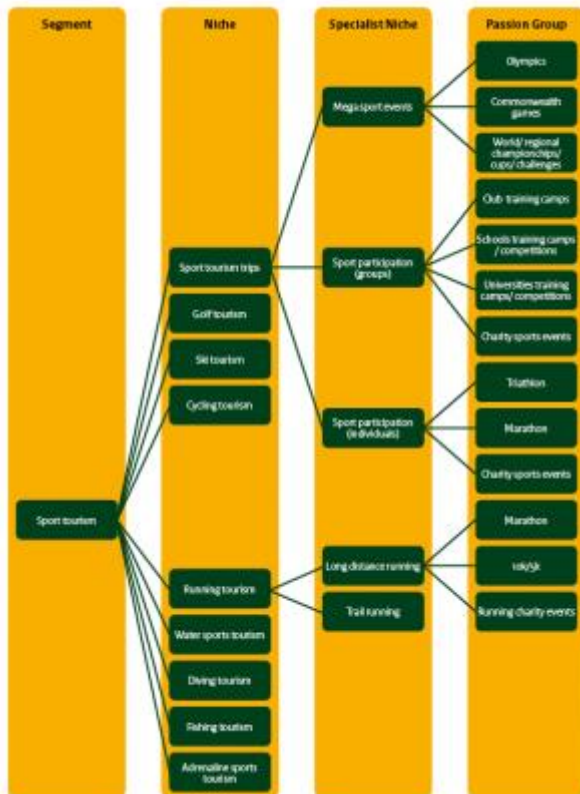 Segment
Niche
Specialist Niche
Passion Group
Sport tourism
Sport tourism trips
Golf tourism
Ski tourism
Cycling tourism
Running tourism
Water sports tourism
Diving tourism
Fishing tourism
Adrenaline sports
tourism
Mega sport events
Sport participation
(groups)
Sport participation
(individuals)
Long distance running
Trail running
Olympics
Commonwealth
games
World/ regional
championships/
cups/ challenges
Club training camps
Schools training camps
/ competitions
Universities training
camps/ competitions
Charity sports events
Triathlon
Marathon
Charity sports events
Marathon
10k/5k
Running charity events